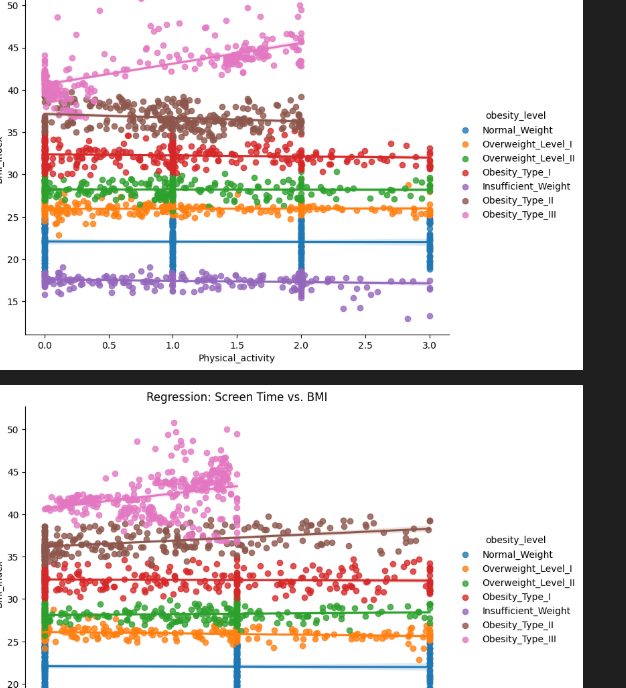 50
45
40
35
30
25
20
15
0.0 0.5 1.0 1.5 2.0 2.5 3.0
Physical_activity
obesity_level
Normal_Weight
Overweight_Level_I
Overweight_Level_II
Obesity_Type_I
Insufficient_Weight
Obesity_Type_II
Obesity_Type_III
Regression: Screen Time vs. BMI
50
45
40
35
30
25
20
obesity_level
Normal_Weight
Overweight_Level_I
Overweight_Level_II
Obesity_Type_I
Insufficient_Weight
Obesity_Type_II
Obesity_Type_III